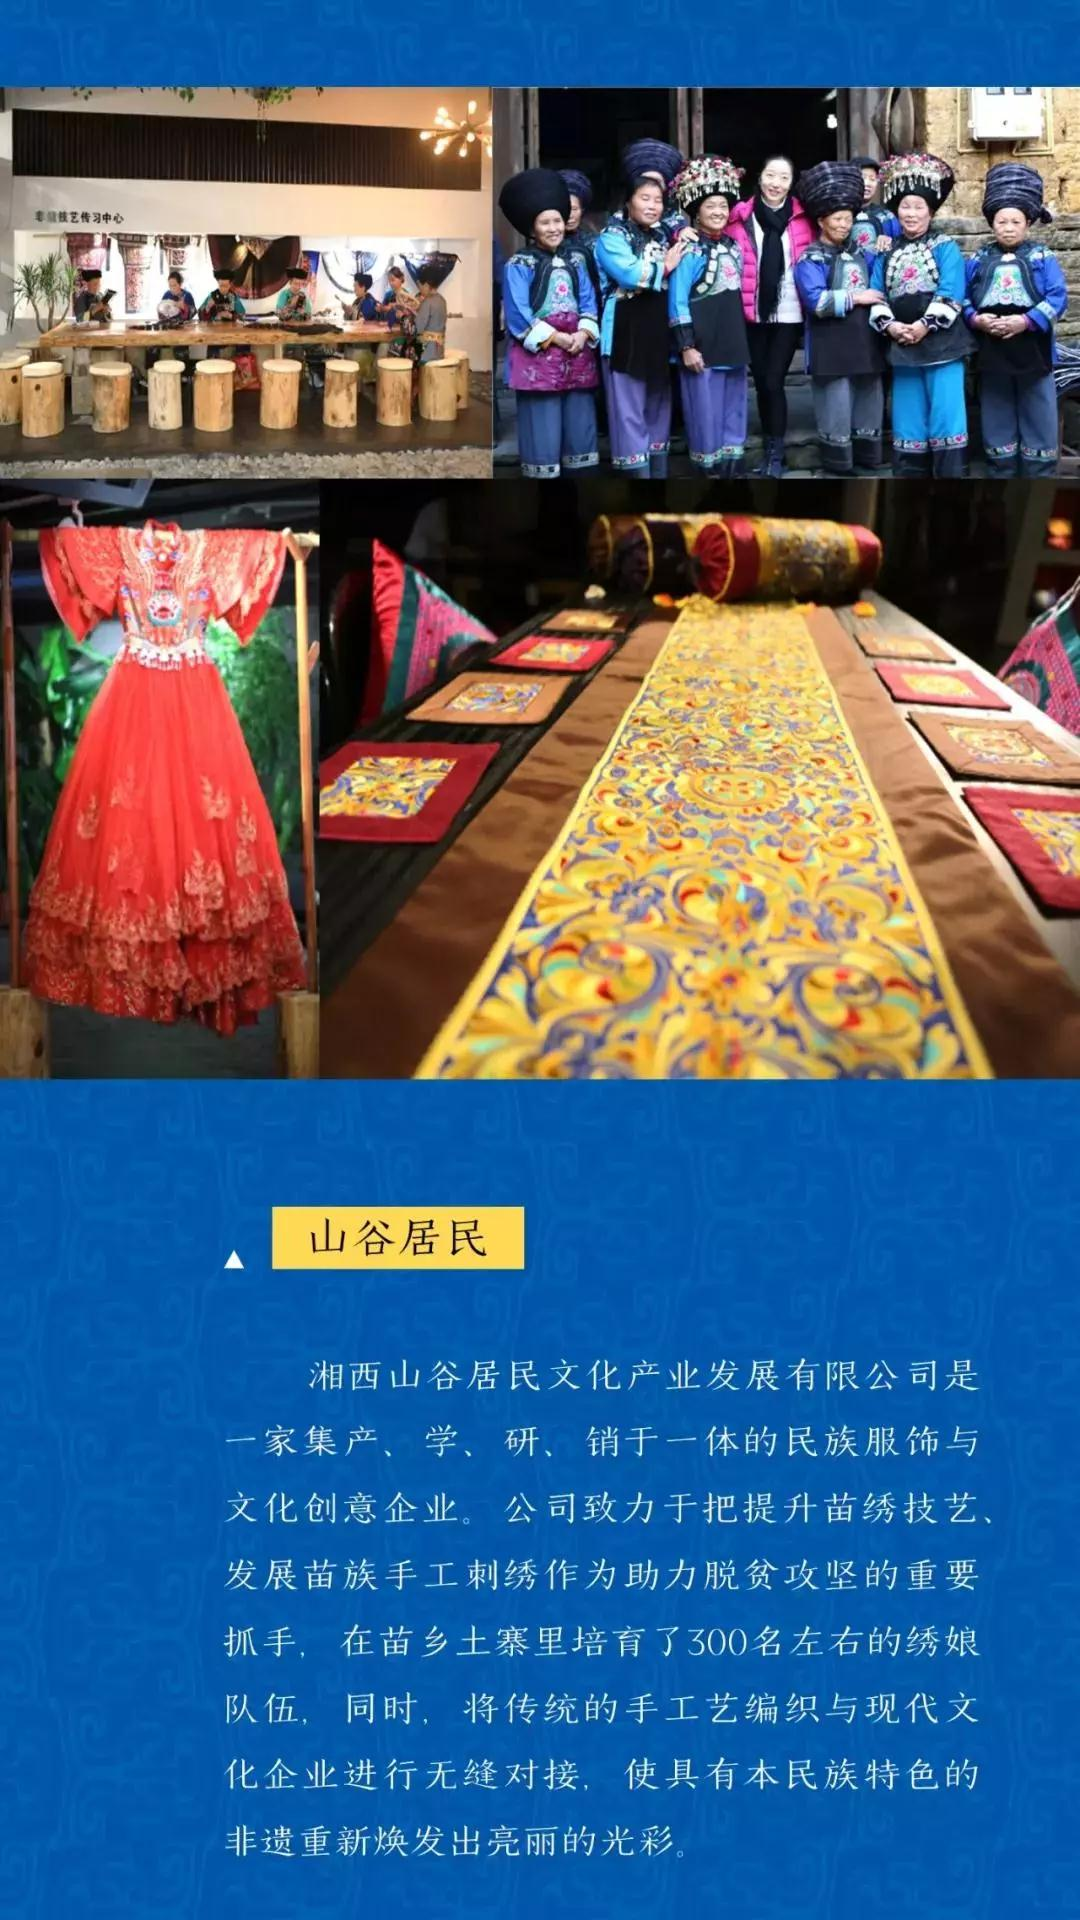 非遗技艺传习中心
山谷居民
湘西山谷居民文化产业发展有限公司是
一家集产、学、研、销于一体的民族服饰与
文化创意企业。公司致力于把提升苗绣技艺、
发展苗族手工刺绣作为助力脱贫攻坚的重要
抓手，在苗乡土寨里培育了300名左右的绣娘
队伍，同时，将传统的手工艺编织与现代文
化企业进行无缝对接，使具有本民族特色的
非遗重新焕发出亮丽的光彩。